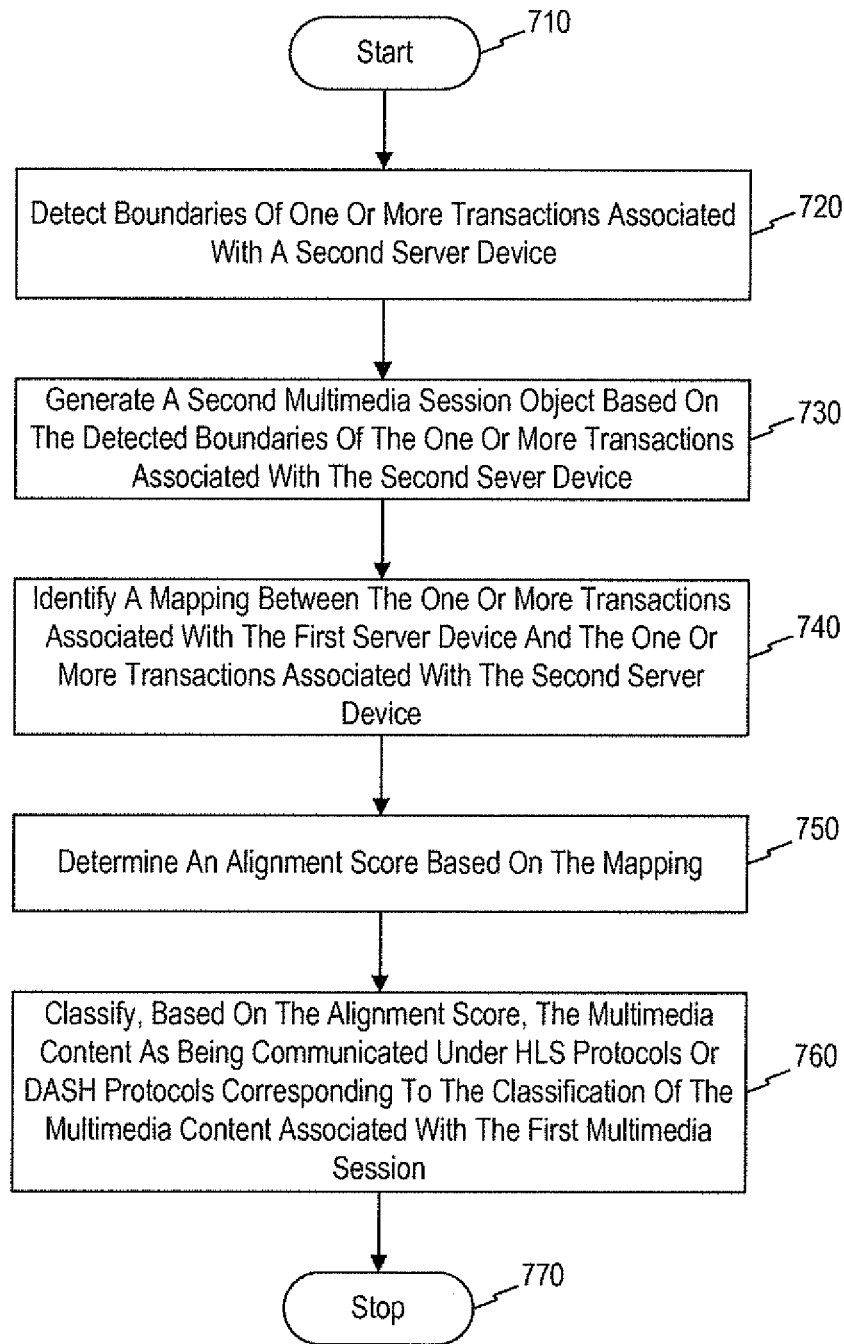 Start
710
Detect Boundaries Of One Or More Transactions Associated
With A Second Server Device
720
Generate A Second Multimedia Session Object Based On
The Detected Boundaries Of The One Or More Transactions
Associated With The Second Sever Device
730
Identify A Mapping Between The One Or More Transactions
Associated With The First Server Device And The One Or
More Transactions Associated With The Second Server
Device
740
Determine An Alignment Score Based On The Mapping
750
Classify, Based On The Alignment Score, The Multimedia
Content As Being Communicated Under HLS Protocols Or
DASH Protocols Corresponding To The Classification Of The
Multimedia Content Associated With The First Multimedia
Session
760
Stop
770